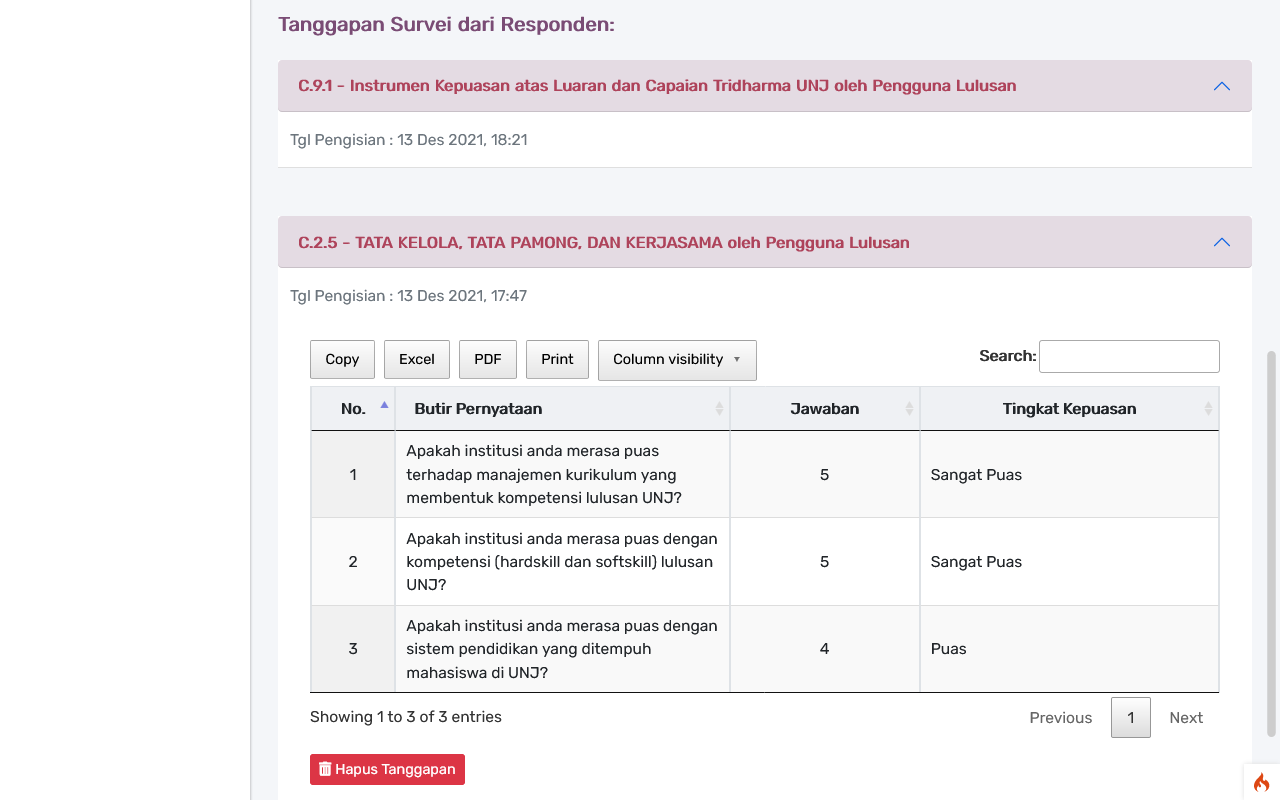 Tanggapan Survei dari Responden:
C.9.1 - Instrumen Kepuasan atas Luaran dan Capaian Tridharma UNJ oleh Pengguna Lulusan
Tgl Pengisian : 13 Des 2021, 18:21
C.2.5 - TATA KELOLA, TATA PAMONG, DAN KERJASAMA oleh Pengguna Lulusan
Tgl Pengisian : 13 Des 2021, 17:47
Copy Excel PDF Print Column visibility Search:
No. Butir Pernyataan Jawaban Tingkat Kepuasan
Apakah institusi anda merasa puas
1 terhadap manajemen kurikulum yang 5 Sangat Puas
membentuk kompetensi lulusan UNJ?
Apakah institusi anda merasa puas dengan
2 kompetensi (hardskill dan softskill) lulusan 5 Sangat Puas
UNJ?
Apakah institusi anda merasa puas dengan
3 sistem pendidikan yang ditempuh 4 Puas
mahasiswa di UNJ?
Showing 1 to 3 of 3 entries Previous 1 Next
Hapus Tanggapan